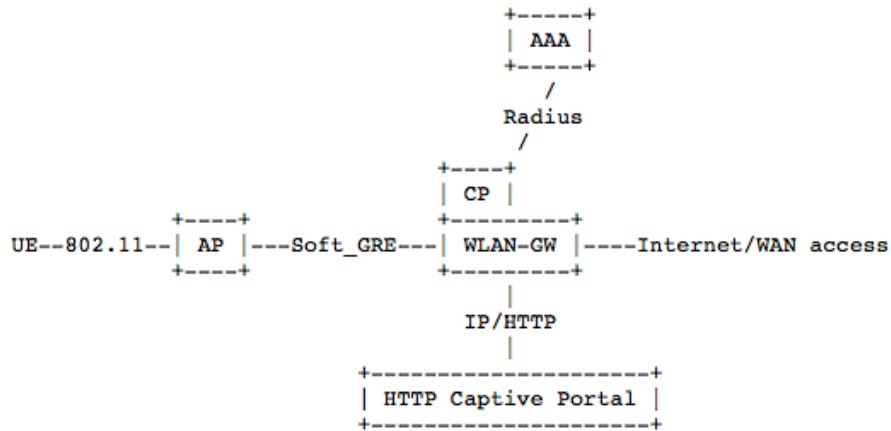 AAA
Radius
CP
UE--802.11--| AP |---Soft_GRE---| WLAN-GW |----Internet/WAN access
IP/HTTP
HTTP Captive Portal